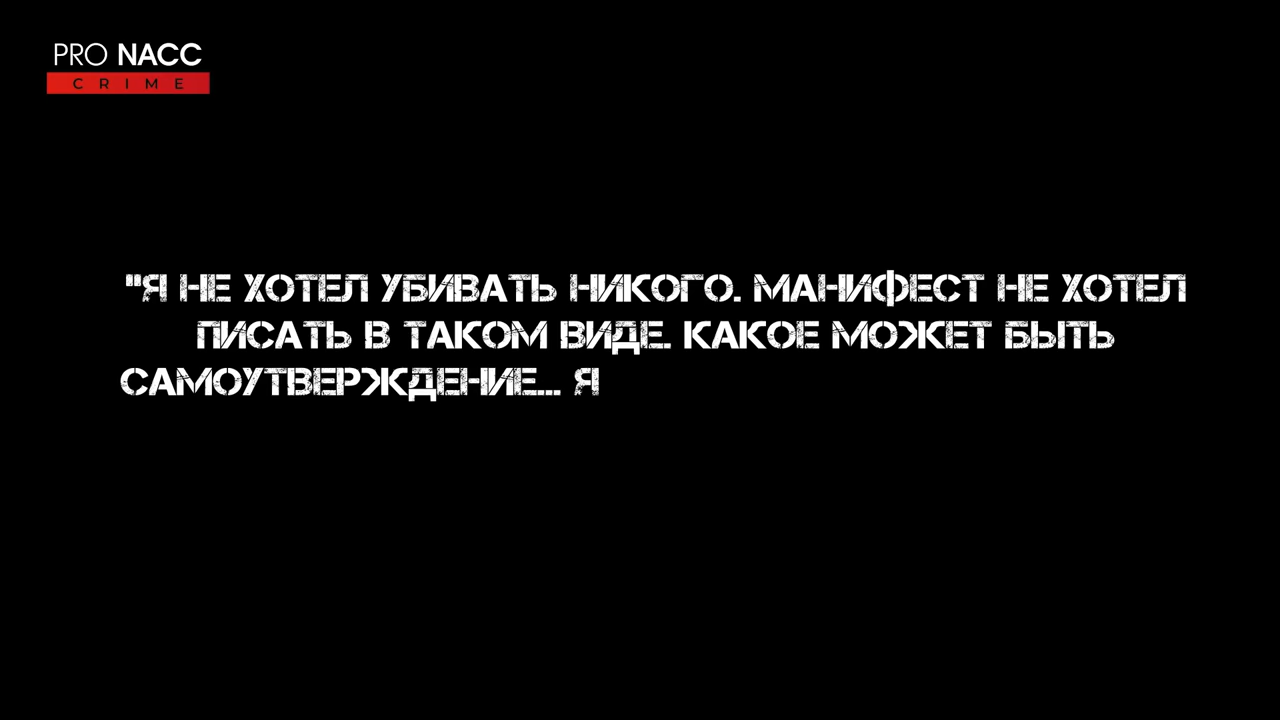 PRO NACC
CRIME
"Я НЕ ХОТЕЛ УБИВАТЬ НИКОГО. МАНИФЕСТ НЕ ХОТЕЛ
ПИСАТЬ В ТАКОМ ВИДЕ. КАКОЕ МОЖЕТ БЫТЬ
САМОУТВЕРЖДЕНИЕ... Я